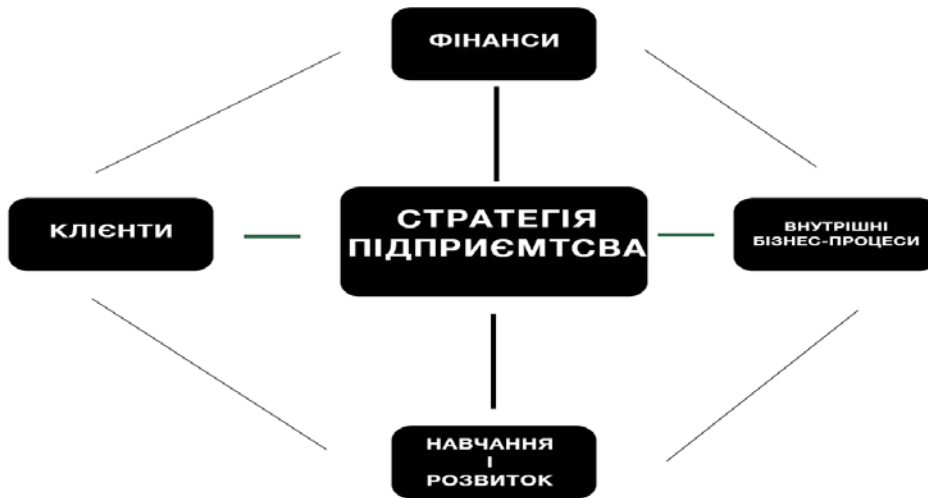 ФІНАНСИ
КЛІЄНТИ
СТРАТЕГІЯ
ПІДПРИЄМТСВА
ВНУТРІШНІ
БІЗНЕС-ПРОЦЕСИ
НАВЧАННЯ
І
РОЗВИТОК